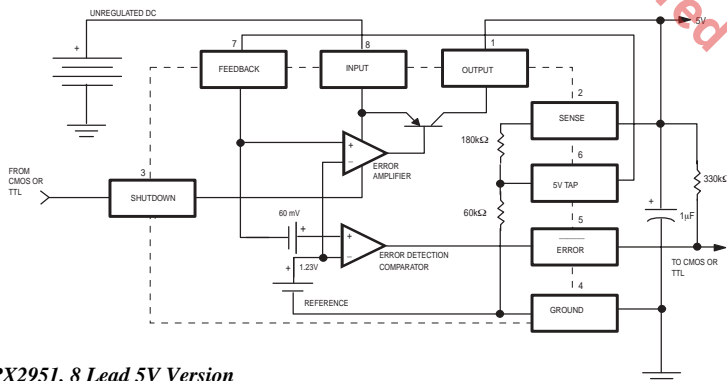 UNREGULATED DC
5V
7
8
1
FEEDBACK
INPUT
OUTPUT
2
SENSE
180kΩ
6
5V TAP
330kΩ
FROM
CMOS OR
TTL
3
SHUTDOWN
ERROR
AMPLIFIER
60kΩ
1µF
60 mV
5
ERROR
1.23V
ERROR DETECTION
COMPARATOR
TO CMOS OR
TTL
4
REFERENCE
GROUND
PX2951, 8 Lead 5V Version